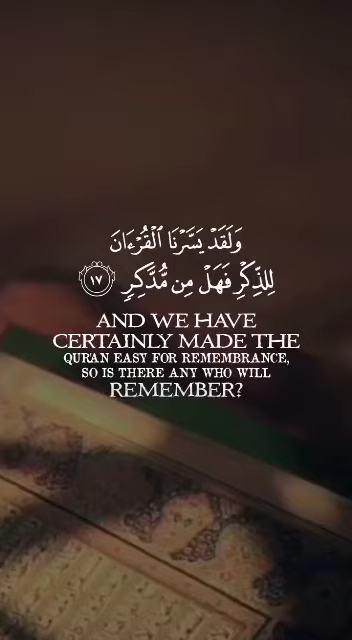 وَلَقَدْ يَسَّرْنَا ٱلْقُرْءَانَ
لِلذِّكْرِ فَهَلْ مِن مُّدَّكِرٍ ١٧
AND WE HAVE
CERTAINLY MADE THE
QURAN EASY FOR REMEMBRANCE,
SO IS THERE ANY WHO WILL
REMEMBER?